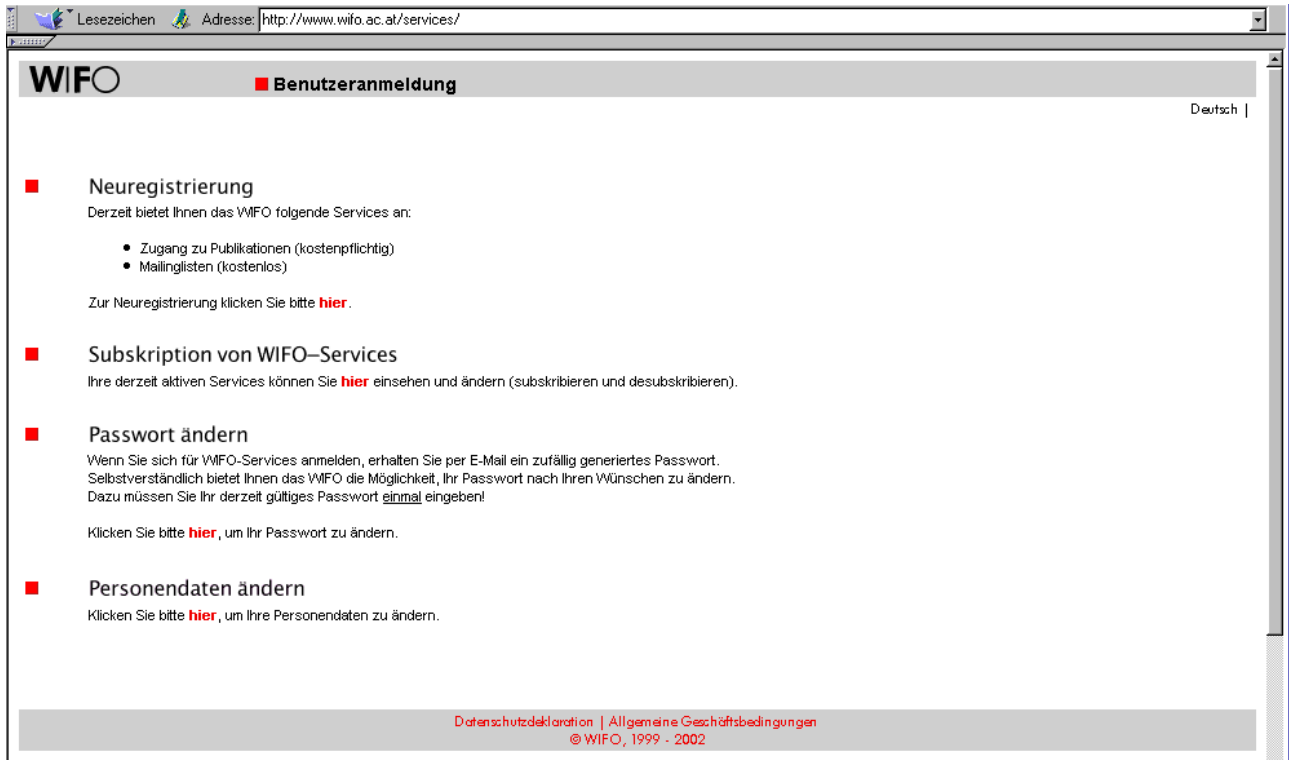 Lesezeichen Adresse: http://www.wifo.ac.at/services/
WIFO Benutzeranmeldung
Deutsch |
Neuregistrierung
Derzeit bietet Ihnen das WIFO folgende Services an:
• Zugang zu Publikationen (kostenpflichtig)
• Mailinglisten (kostenlos)
Zur Neuregistrierung klicken Sie bitte hier.
Subskription von WIFO–Services
Ihre derzeit aktiven Services können Sie hier einsehen und ändern (subskribieren und desubskribieren).
Passwort ändern
Wenn Sie sich für WIFO-Services anmelden, erhalten Sie per E-Mail ein zufällig generiertes Passwort.
Selbstverständlich bietet Ihnen das WIFO die Möglichkeit, Ihr Passwort nach Ihren Wünschen zu ändern.
Dazu müssen Sie Ihr derzeit gültiges Passwort einmal eingeben!
Klicken Sie bitte hier, um Ihr Passwort zu ändern.
Personendaten ändern
Klicken Sie bitte hier, um Ihre Personendaten zu ändern.
Datenschutzdeklaration | Allgemeine Geschäftsbedingungen
© WIFO, 1999 - 2002